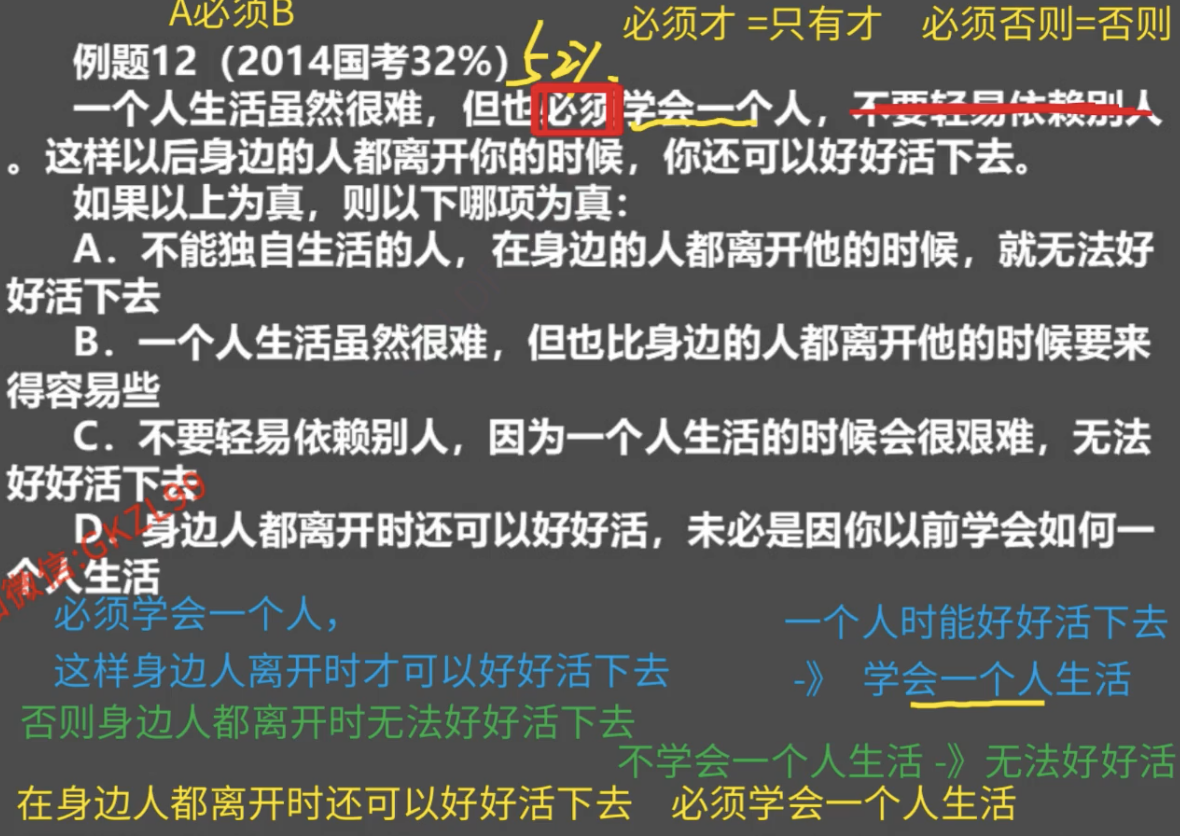 A必须B
必须才 =只有才 必须否则=否则
例题12（2014国考32%）52%.
一个人生活虽然很难，但也必须学会一个人，不要轻易依赖别人
。这样以后身边的人都离开你的时候，你还可以好好活下去。
如果以上为真，则以下哪项为真：
A．不能独自生活的人，在身边的人都离开他的时候，就无法好
好活下去
B．一个人生活虽然很难，但也比身边的人都离开他的时候要来
得容易些
C．不要轻易依赖别人，因为一个人生活的时候会很艰难，无法
好好活下去
D．身边人都离开时还可以好好活，未必是因你以前学会如何一
个人生活
微信:GKZL99
必须学会一个人，
一个人时能好好活下去
这样身边人离开时才可以好好活下去
-》 学会一个人生活
否则身边人都离开时无法好好活下去
不学会一个人生活 -》无法好好活
在身边人都离开时还可以好好活下去 必须学会一个人生活